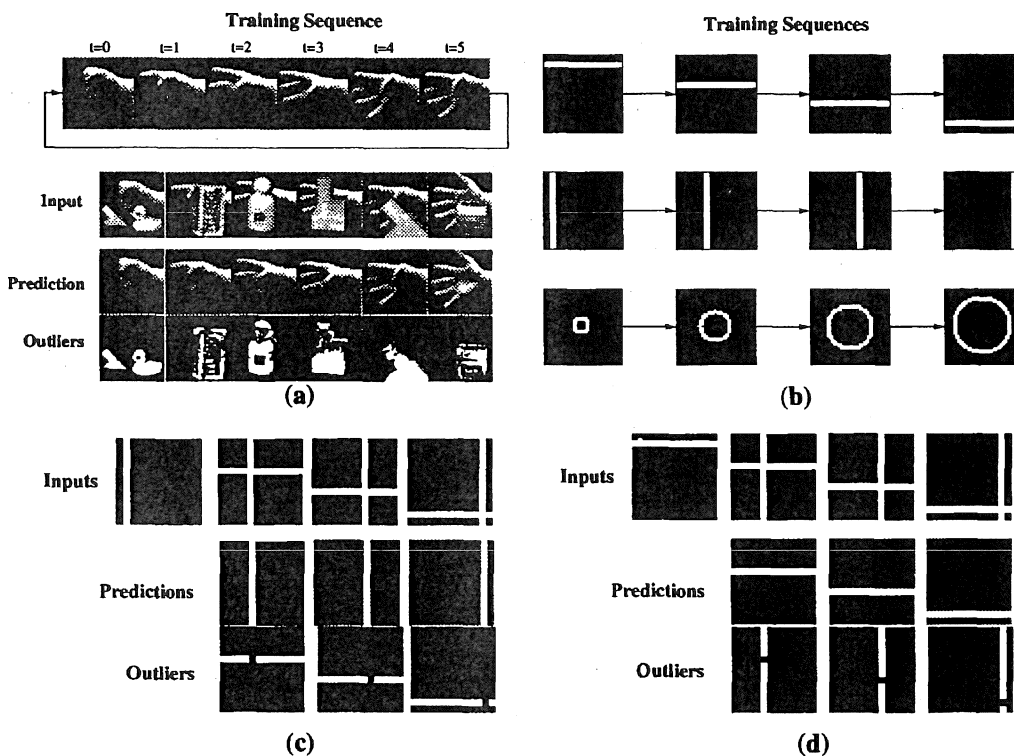 Training Sequence
t=0 t=1 t=2 t=3 t=4 t=5
Input
Prediction
Outliers
(a)
Training Sequences
(b)
Inputs
Predictions
Outliers
(c)
Inputs
Predictions
Outliers
(d)